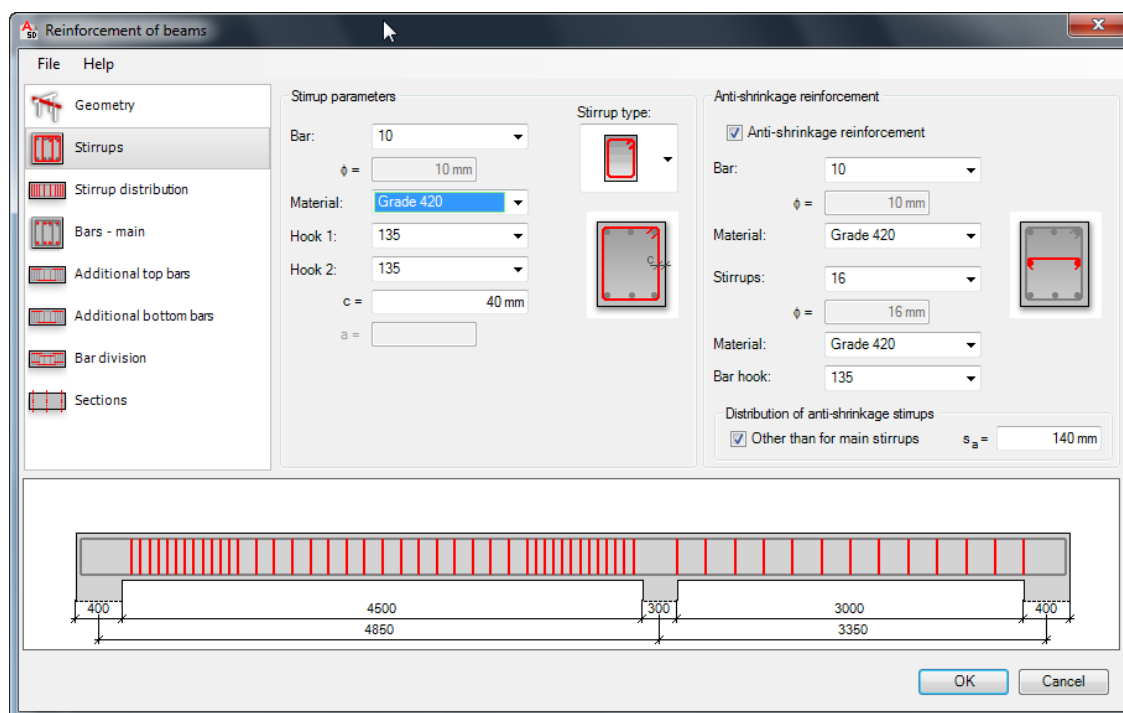 Reinforcement of beams
File Help
Geometry
Stirrups
Stirrup distribution
Bars - main
Additional top bars
Additional bottom bars
Bar division
Sections
Stirrup parameters
Stirrup type:
Bar: 10
ϕ = 10 mm
Material: Grade 420
Hook 1: 135
Hook 2: 135
c = 40 mm
a =
c
Anti-shrinkage reinforcement
Anti-shrinkage reinforcement
Bar: 10
ϕ = 10 mm
Material: Grade 420
Stirrups: 16
ϕ = 16 mm
Material: Grade 420
Bar hook: 135
Distribution of anti-shrinkage stirrups
Other than for main stirrups sa = 140 mm
400 4500 300 3000 400
4850 3350
OK Cancel